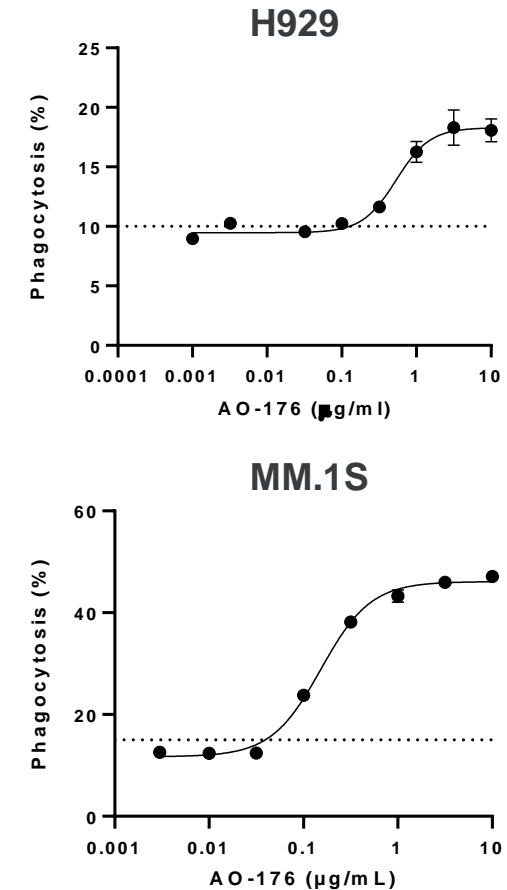 H929
25
20
15
10
5
0
Phagocytosis (%)
0.0001 0.001 0.01 0.1 1 10
AO-176 (μg/ml)
MM.1S
60
40
20
0
Phagocytosis (%)
0.001 0.01 0.1 1 10
AO-176 (μg/mL)